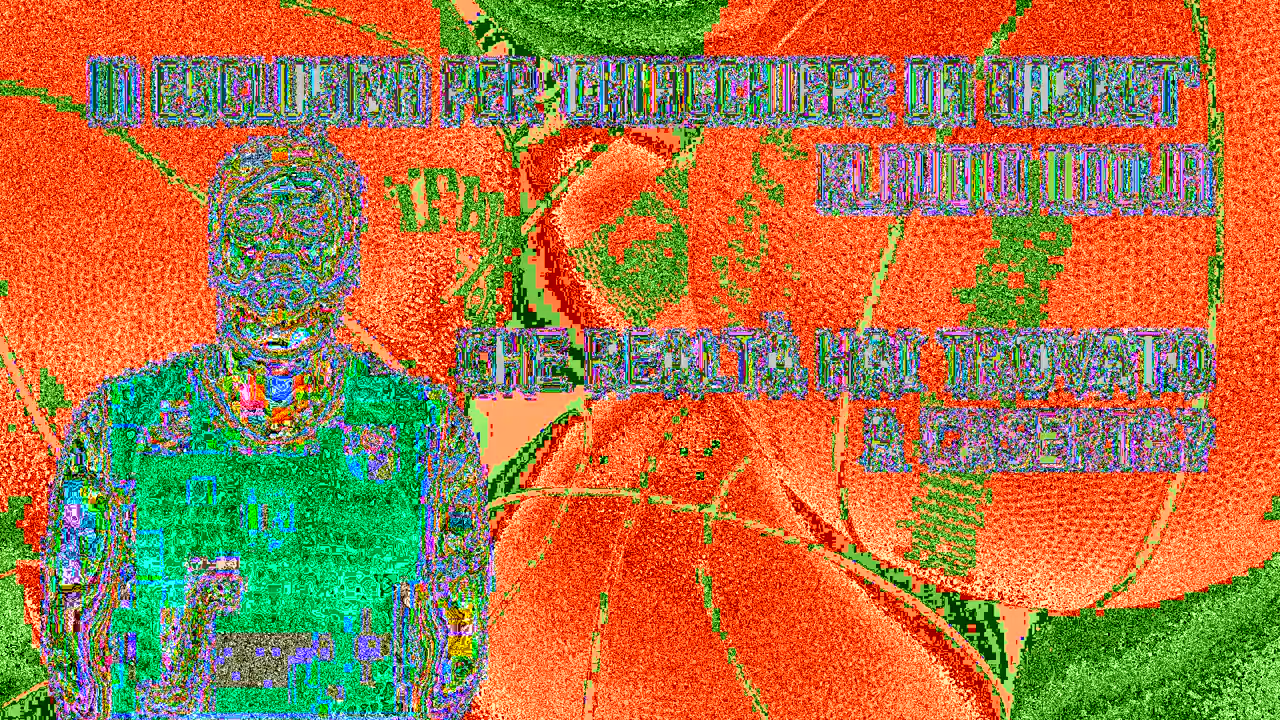 IN ESCLUSIVA PER "CHIACCHIERE DA BASKET"
KLAUDIO NDOJA
CHE REALTÀ HAI TROVATO
A CASERTA?